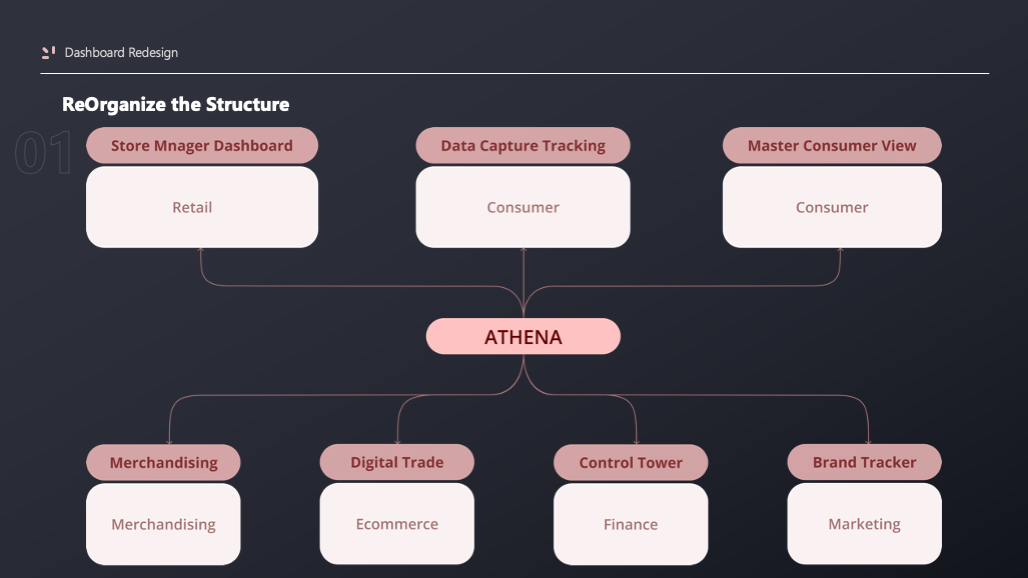 Dashboard Redesign
ReOrganize the Structure
01
Store Mnager Dashboard
Data Capture Tracking
Master Consumer View
Retail
Consumer
Consumer
ATHENA
Merchandising
Digital Trade
Control Tower
Brand Tracker
Merchandising
Ecommerce
Finance
Marketing